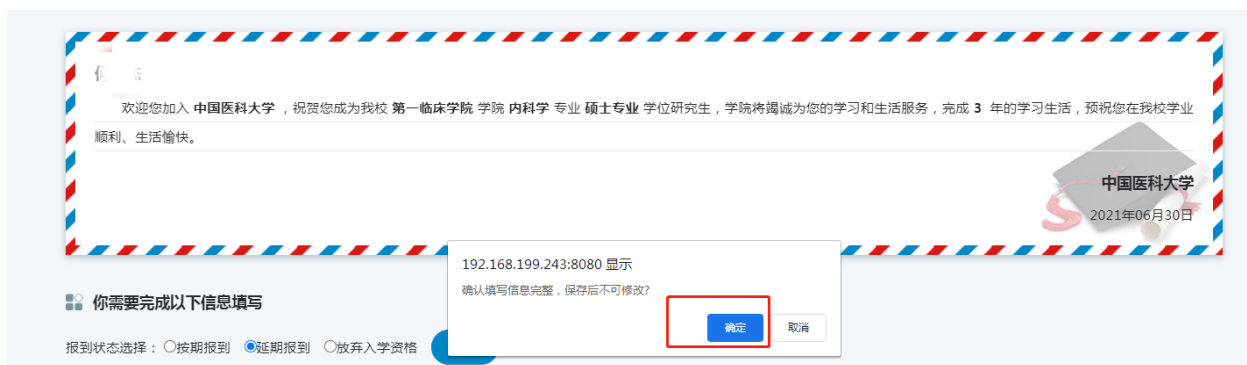 欢迎您加入 中国医科大学 ，祝贺您成为我校 第一临床学院 学院 内科学 专业 硕士专业 学位研究生，学院将竭诚为您的学习和生活服务，完成 3 年的学习生活，预祝您在我校学业
顺利、生活愉快。
中国医科大学
2021年06月30日
192.168.199.243:8080 显示
确认填写信息完整，保存后不可修改?
确定 取消
你需要完成以下信息填写
报到状态选择： 按期报到 延期报到 放弃入学资格